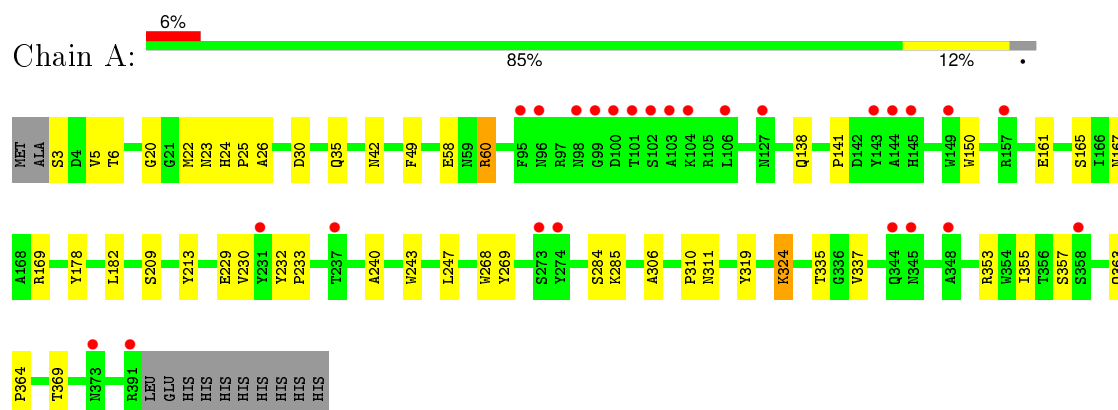 6%
Chain A:
85% 12% •
MET ALA S3 D4 V5 T6 G20 G21 M22 N23 H24 P25 A26 D30 Q35 N42 F49 E58 N59 R60 F95 N96 R97 N98 G99 D100 T101 S102 A103 K104 R105 L106 N127 Q138 P141 D142 Y143 A144 H145 W149 W150 R157 E161 S165 I166 N167
A168 R169 Y178 L182 S209 Y213 E229 V230 Y231 Y232 P233 T237 A240 W243 L247 W268 Y269 S273 Y274 S284 K285 A306 P310 N311 Y319 K324 T335 G336 V337 Q344 N345 A348 R353 W354 I355 T356 S357 S358 Q363
P364 T369 N373 R391 LEU GLU HIS HIS HIS HIS HIS HIS HIS HIS